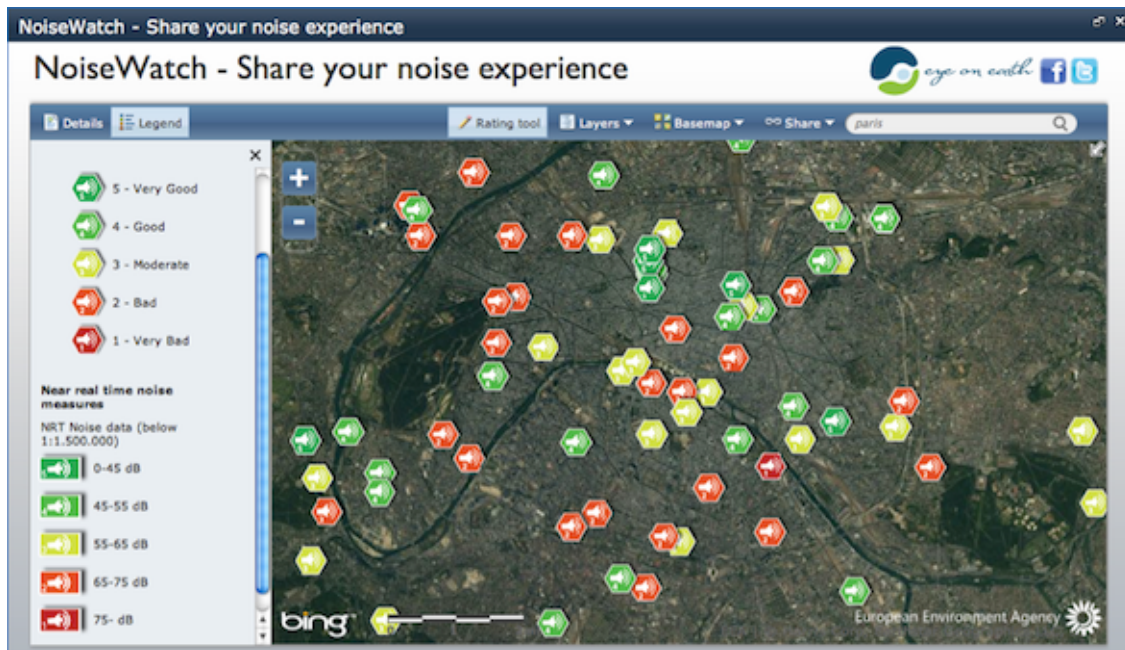 NoiseWatch - Share your noise experience
NoiseWatch - Share your noise experience
eye on earth
Details
Legend
Rating tool
Layers
Basemap
Share
paris
5 - Very Good
4 - Good
3 - Moderate
2 - Bad
1 - Very Bad
Near real time noise
measures
NRT Noise data (below
1:1.500.000)
0-45 dB
45-55 dB
55-65 dB
65-75 dB
75- dB
bing
European Environment Agency